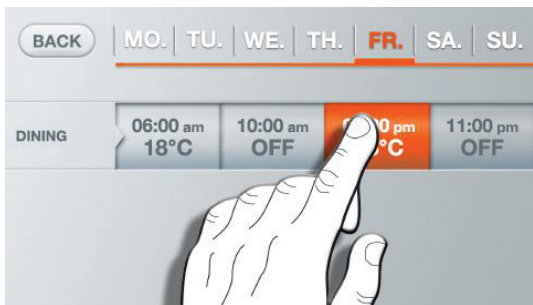 BACK
MO. TU. WE. TH. FR. SA. SU.
DINING
06:00 am 10:00 am pm 11:00 pm
18°C OFF °C OFF